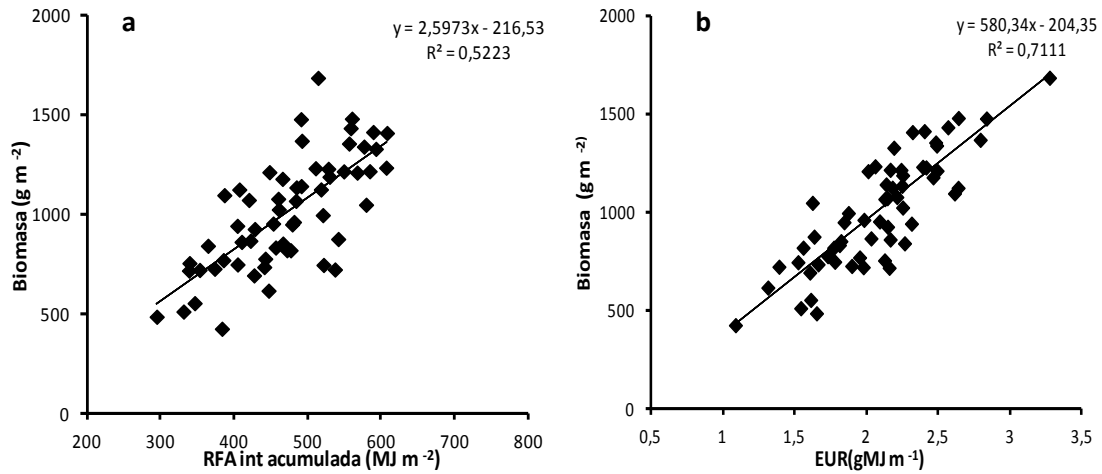 a
y = 2,5973x - 216,53
R² = 0,5223
Biomasa (g m -2)
2000
1500
1000
500
0
200 300 400 500 600 700 800
RFA int acumulada (MJ m -2)
b
y = 580,34x - 204,35
R² = 0,7111
Biomasa (g m -2)
2000
1500
1000
500
0
0,5 1 1,5 2 2,5 3 3,5
EUR(gMJ m -1)